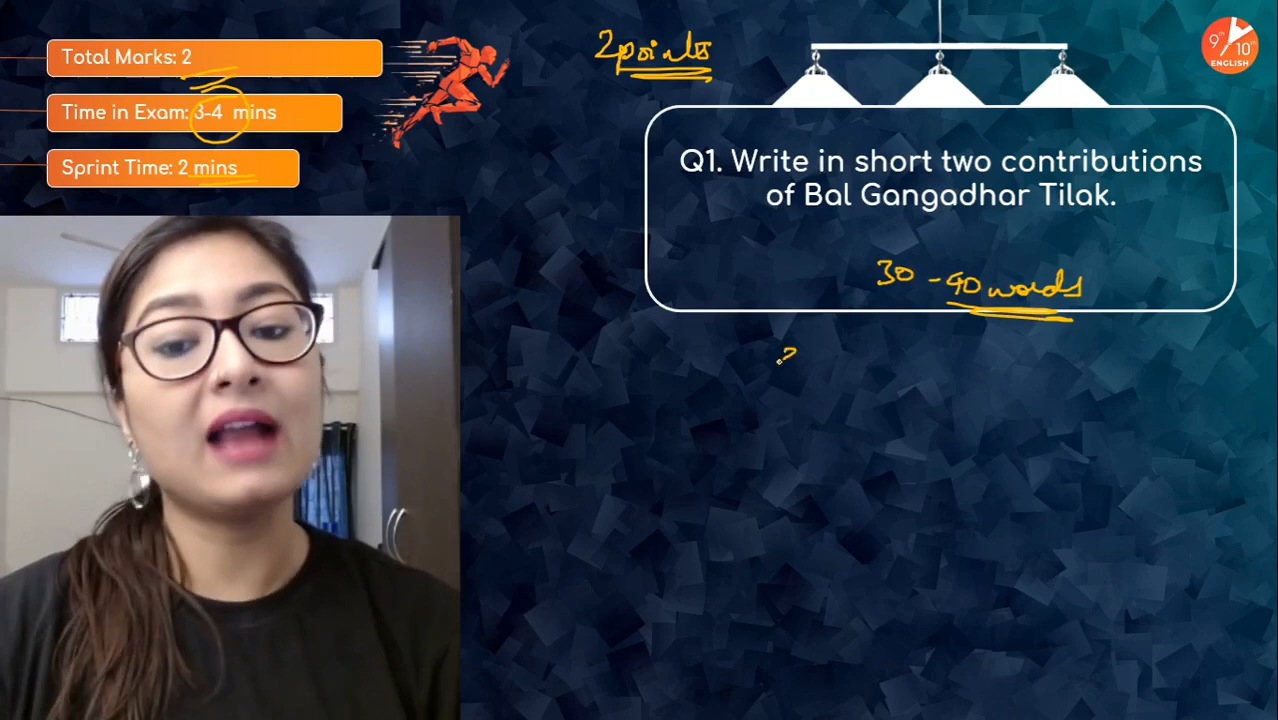 Total Marks: 2
Time in Exam: 3-4 mins
Sprint Time: 2 mins
2 points
9th 10th
ENGLISH
Q1. Write in short two contributions
of Bal Gangadhar Tilak.
30 - 40 words
?